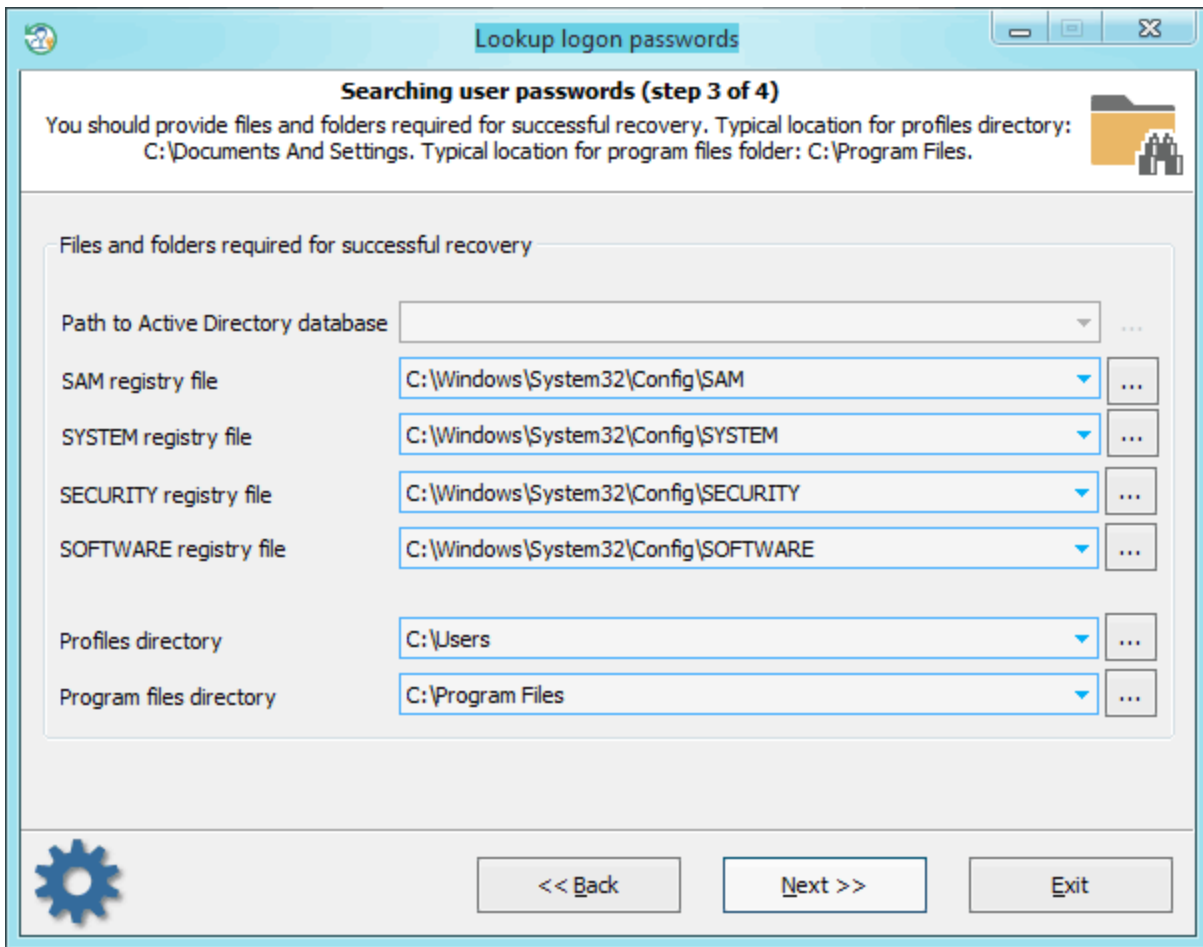 Lookup logon passwords
Searching user passwords (step 3 of 4)
You should provide files and folders required for successful recovery. Typical location for profiles directory:
C:\Documents And Settings. Typical location for program files folder: C:\Program Files.
Files and folders required for successful recovery
Path to Active Directory database ...
SAM registry file C:\Windows\System32\Config\SAM ...
SYSTEM registry file C:\Windows\System32\Config\SYSTEM ...
SECURITY registry file C:\Windows\System32\Config\SECURITY ...
SOFTWARE registry file C:\Windows\System32\Config\SOFTWARE ...
Profiles directory C:\Users ...
Program files directory C:\Program Files ...
<< Back Next >> Exit